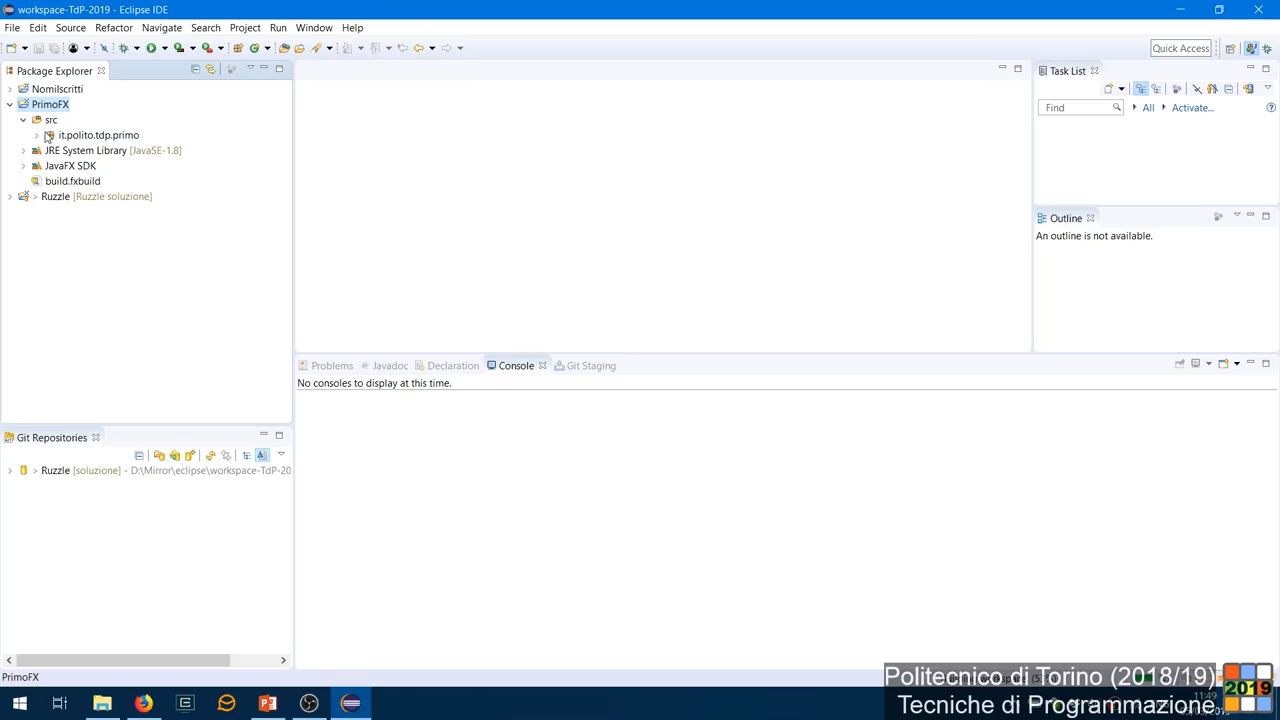 workspace-TdP-2019 - Eclipse IDE
File Edit Source Refactor Navigate Search Project Run Window Help
Quick Access
Package Explorer
NomiIscritti
PrimoFX
src
it.polito.tdp.primo
JRE System Library [JavaSE-1.8]
JavaFX SDK
build.fxbuild
> Ruzzle [Ruzzle soluzione]
Task List
Find All Activate...
Outline
An outline is not available.
Problems Javadoc Declaration Console Git Staging
No consoles to display at this time.
Git Repositories
> Ruzzle [soluzione] - D:\Mirror\eclipse\workspace-TdP-20
PrimoFX
Politecnico di Torino (2018/19)
Tecniche di Programmazione
2019
11:49